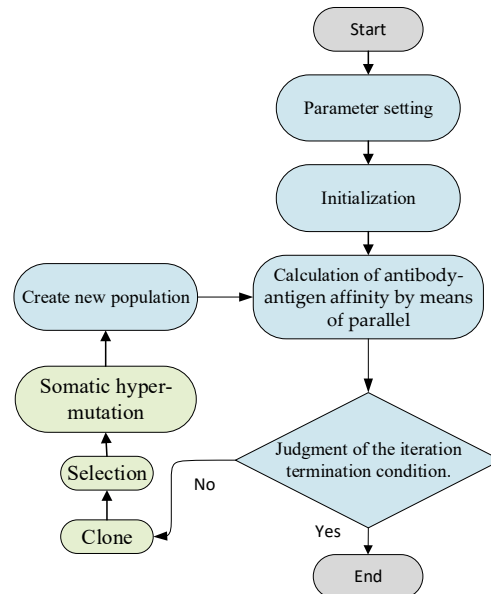 Start
Parameter setting
Initialization
Calculation of antibody-
antigen affinity by means
of parallel
Create new population
Somatic hyper-
mutation
Judgment of the iteration
termination condition.
Selection
No
Clone
Yes
End